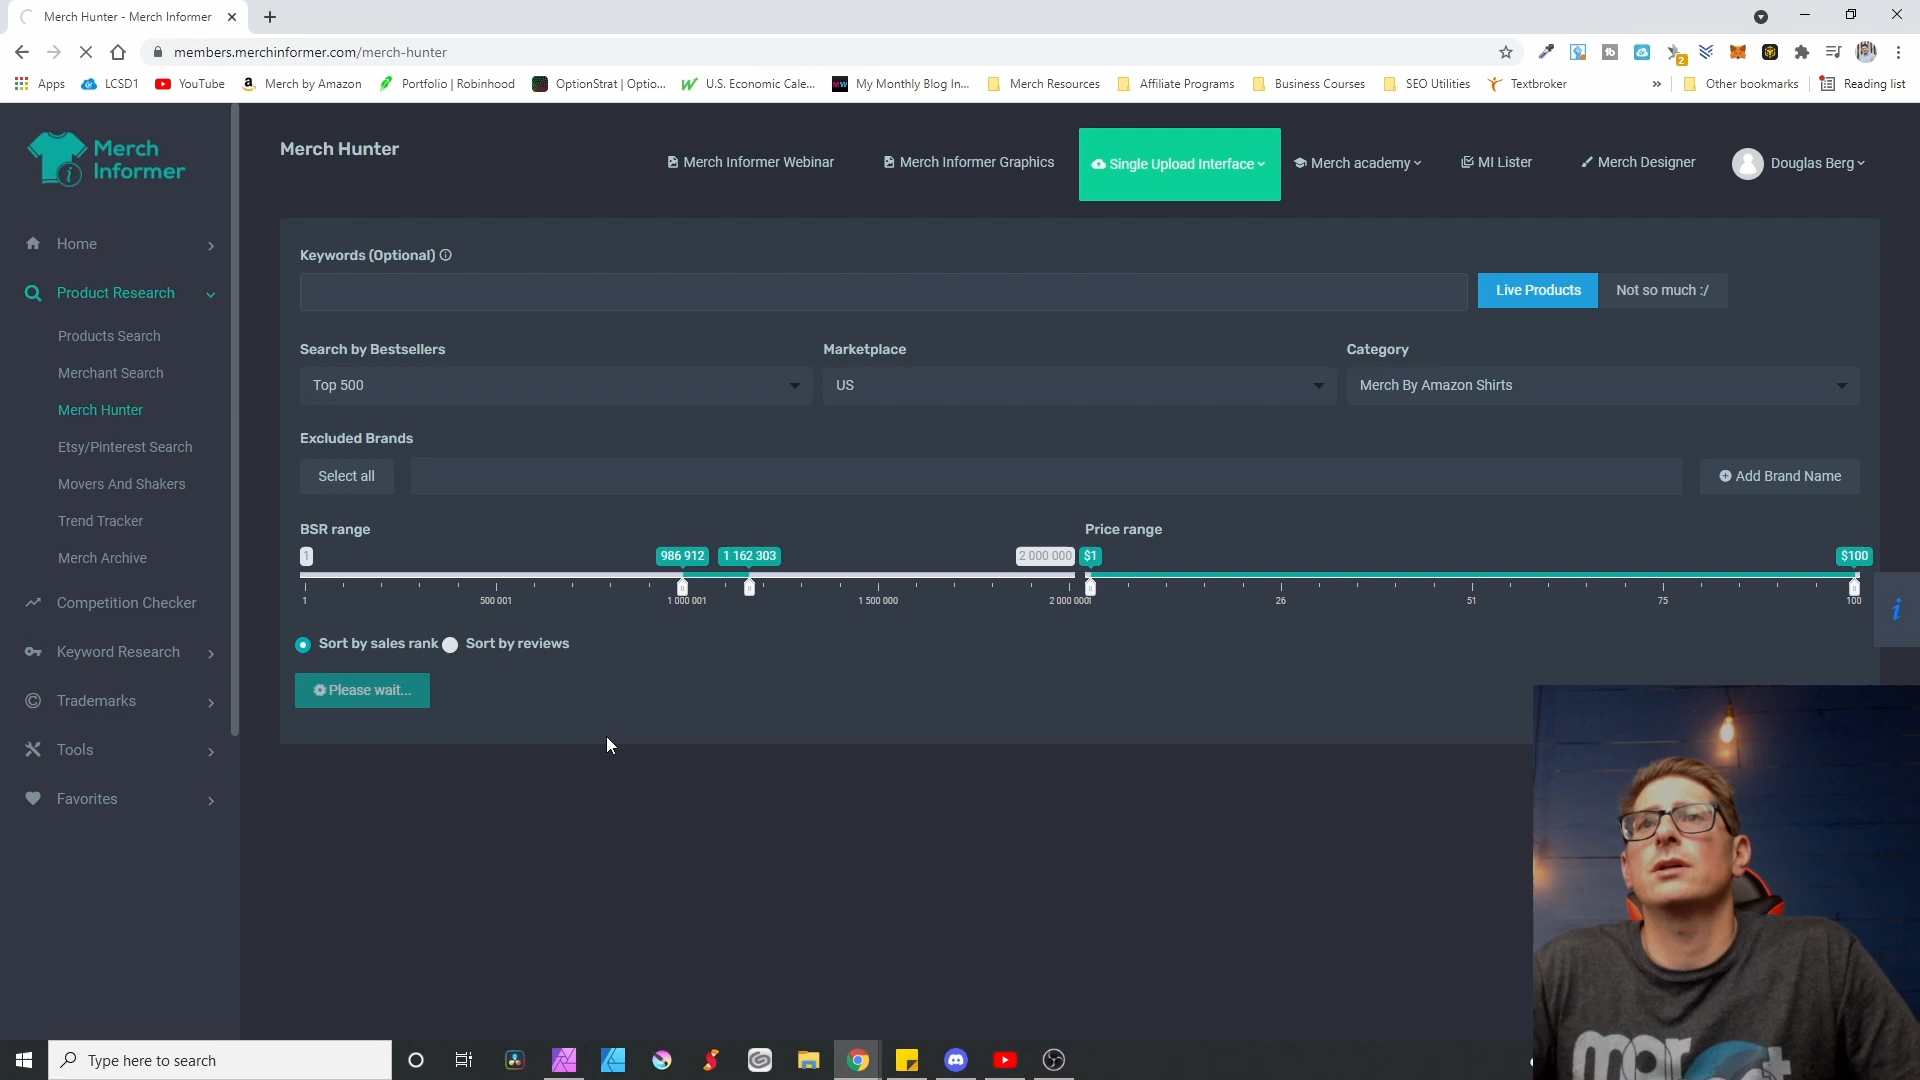 Merch Hunter - Merch Informer
members.merchinformer.com/merch-hunter
2
Apps LCSD1 YouTube Merch by Amazon Portfolio | Robinhood OptionStrat | Optio... U.S. Economic Cale... My Monthly Blog In... Merch Resources Affiliate Programs Business Courses SEO Utilities Textbroker » Other bookmarks Reading list
Merch Informer
Merch Hunter
Merch Informer Webinar Merch Informer Graphics Single Upload Interface Merch academy MI Lister Merch Designer Douglas Berg
Home
Product Research
Products Search
Merchant Search
Merch Hunter
Etsy/Pinterest Search
Movers And Shakers
Trend Tracker
Merch Archive
Competition Checker
Keyword Research
Trademarks
Tools
Favorites
Keywords (Optional)
Live Products Not so much :/
Search by Bestsellers Marketplace Category
Top 500 US Merch By Amazon Shirts
Excluded Brands
Select all Add Brand Name
BSR range Price range
1 986 912 1 162 303 2 000 000 $1 $100
1 500 001 1 000 001 1 500 000 2 000 000 26 51 75 100
i
Sort by sales rank Sort by reviews
Please wait...
Type here to search